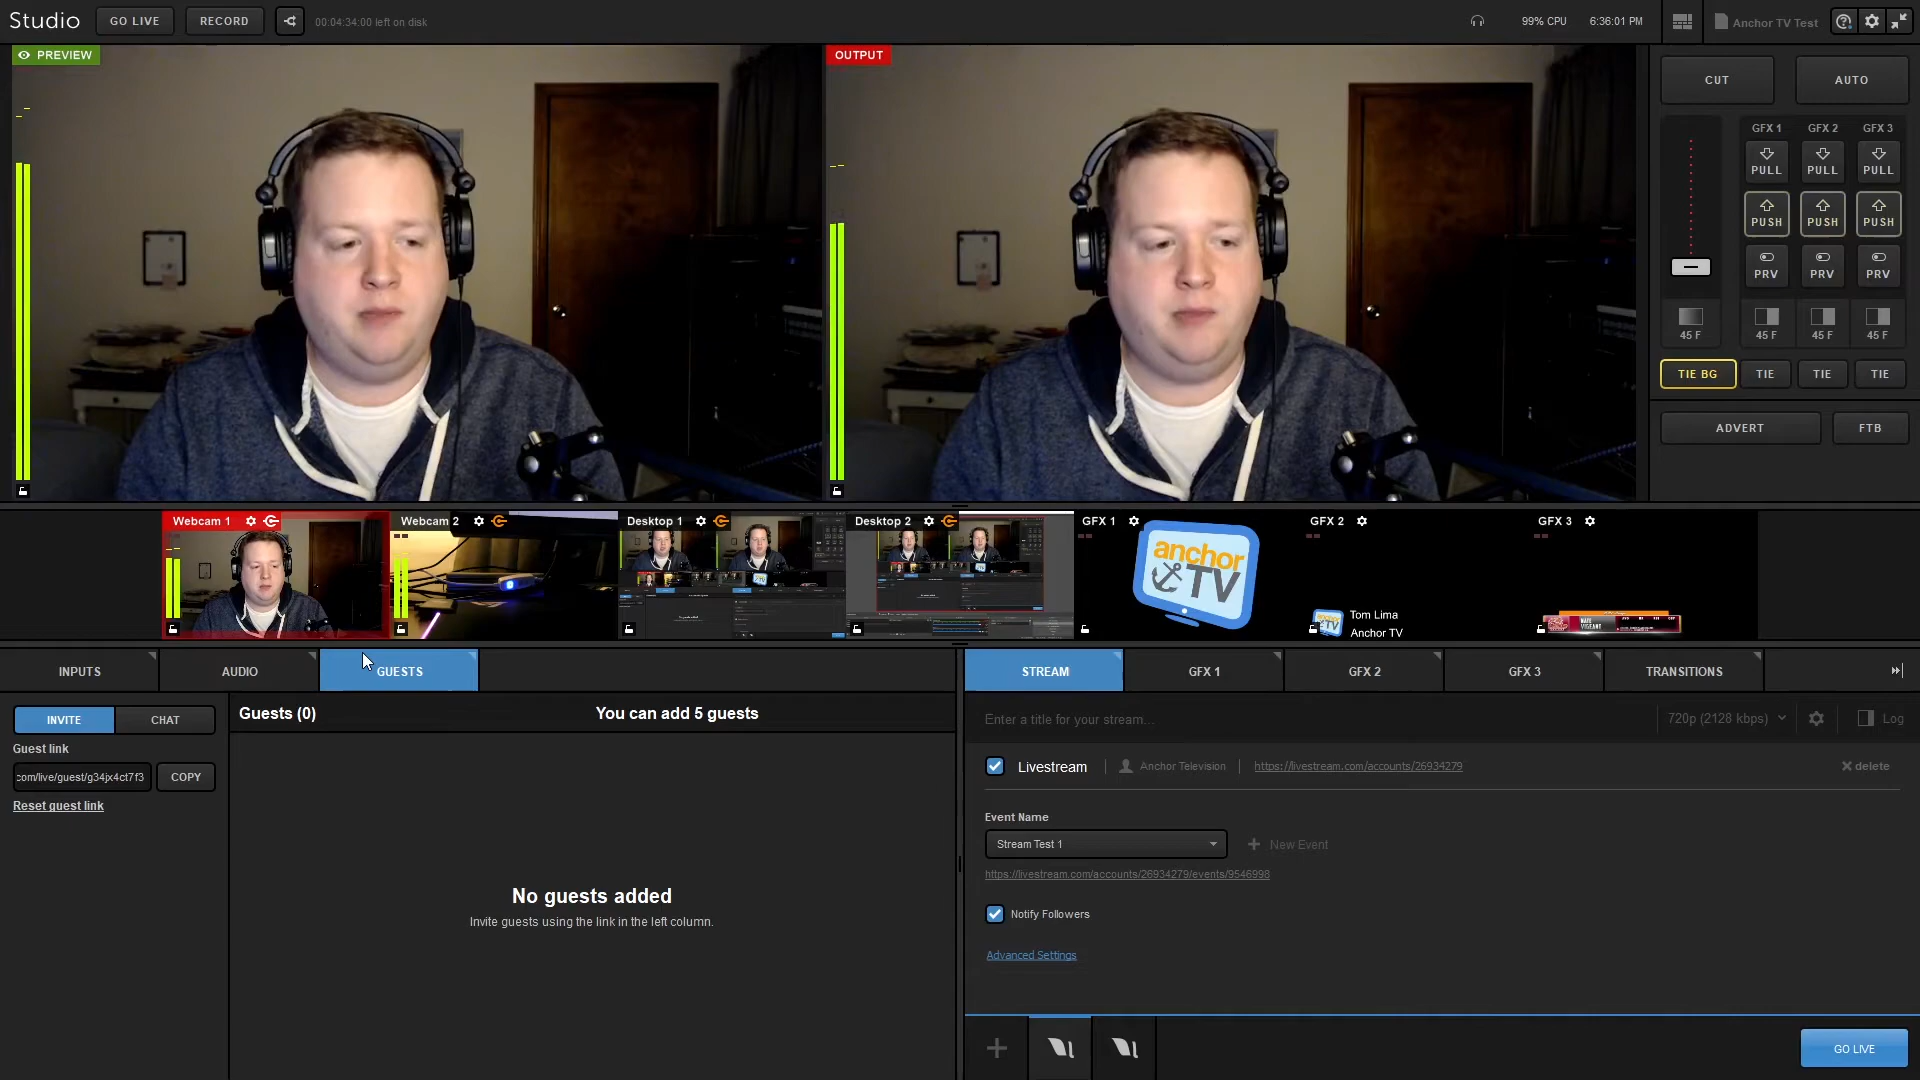 Studio
GO LIVE
RECORD
00:04:34:00 left on disk
99% CPU
6:36:01 PM
Anchor TV Test
PREVIEW
OUTPUT
CUT
AUTO
GFX 1 GFX 2 GFX 3
PULL PULL PULL
PUSH PUSH PUSH
PRV PRV PRV
45 F 45 F 45 F 45 F
TIE BG TIE TIE TIE
ADVERT FTB
Webcam 1
Webcam 2
Desktop 1
Desktop 2
GFX 1
anchor
TV
GFX 2
Tom Lima
Anchor TV
GFX 3
INPUTS AUDIO GUESTS
STREAM GFX 1 GFX 2 GFX 3 TRANSITIONS
INVITE CHAT
Guest link
com/live/guest/g34jx4ct7f3 COPY
Reset guest link
Guests (0) You can add 5 guests
No guests added
Invite guests using the link in the left column.
Enter a title for your stream... 720p (2128 kbps) Log
Livestream Anchor Television https://livestream.com/accounts/26934279 delete
Event Name
Stream Test 1 New Event
https://livestream.com/accounts/26934279/events/9546998
Notify Followers
Advanced Settings
GO LIVE